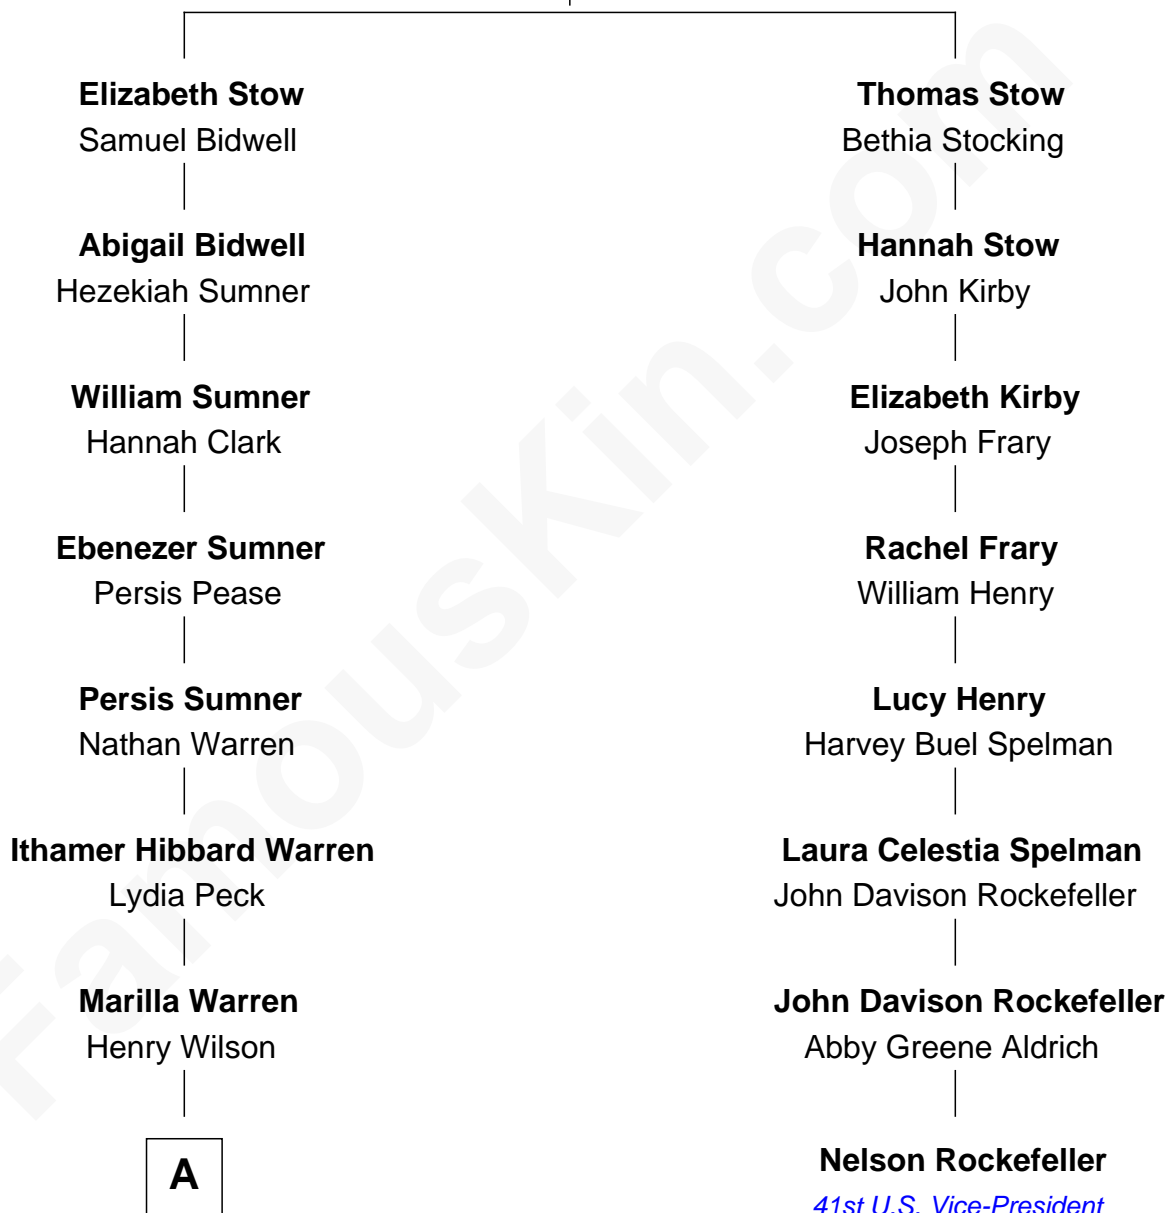 Elizabeth Stow
Samuel Bidwell
Abigail Bidwell
Hezekiah Sumner
William Sumner
Hannah Clark
Ebenezer Sumner
Persis Pease
Persis Sumner
Nathan Warren
Ithamer Hibbard Warren
Lydia Peck
Marilla Warren
Henry Wilson
A
Thomas Stow
Bethia Stocking
Hannah Stow
John Kirby
Elizabeth Kirby
Joseph Frary
Rachel Frary
William Henry
Lucy Henry
Harvey Buel Spelman
Laura Celestia Spelman
John Davison Rockefeller
John Davison Rockefeller
Abby Greene Aldrich
Nelson Rockefeller
41st U.S. Vice-President
FamousKin.com